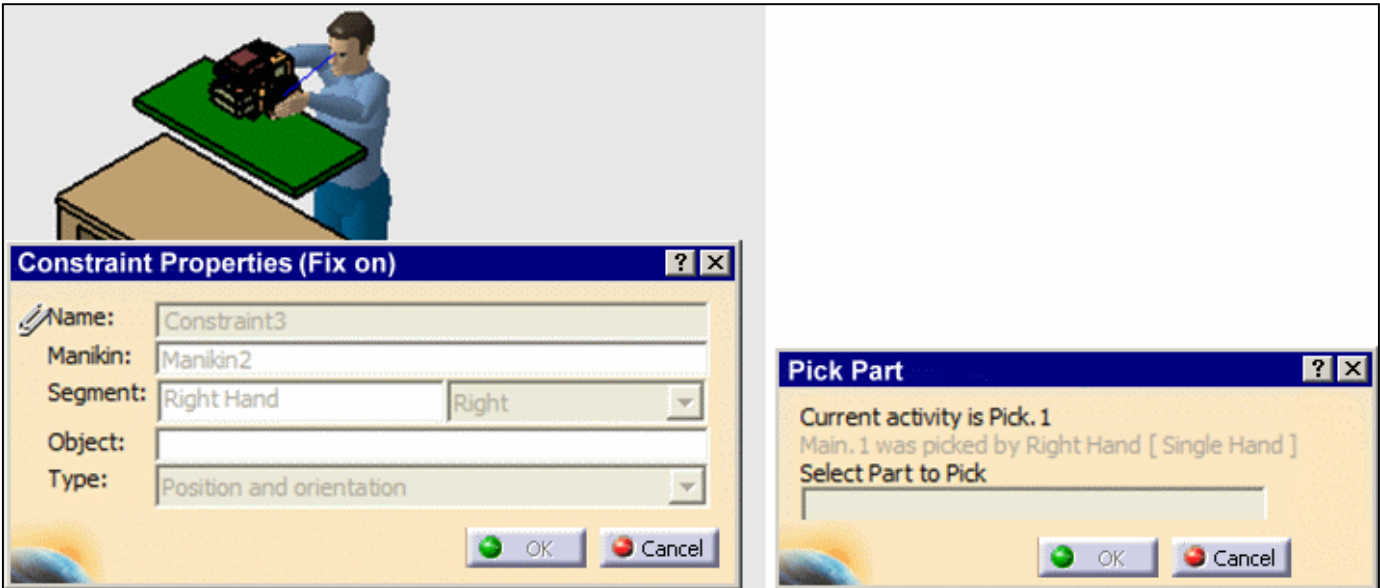 Constraint Properties (Fix on)
Name: Constraint3
Manikin: Manikin2
Segment: Right Hand Right
Object:
Type: Position and orientation
OK Cancel
Pick Part
Current activity is Pick.1
Main.1 was picked by Right Hand [ Single Hand ]
Select Part to Pick
OK Cancel